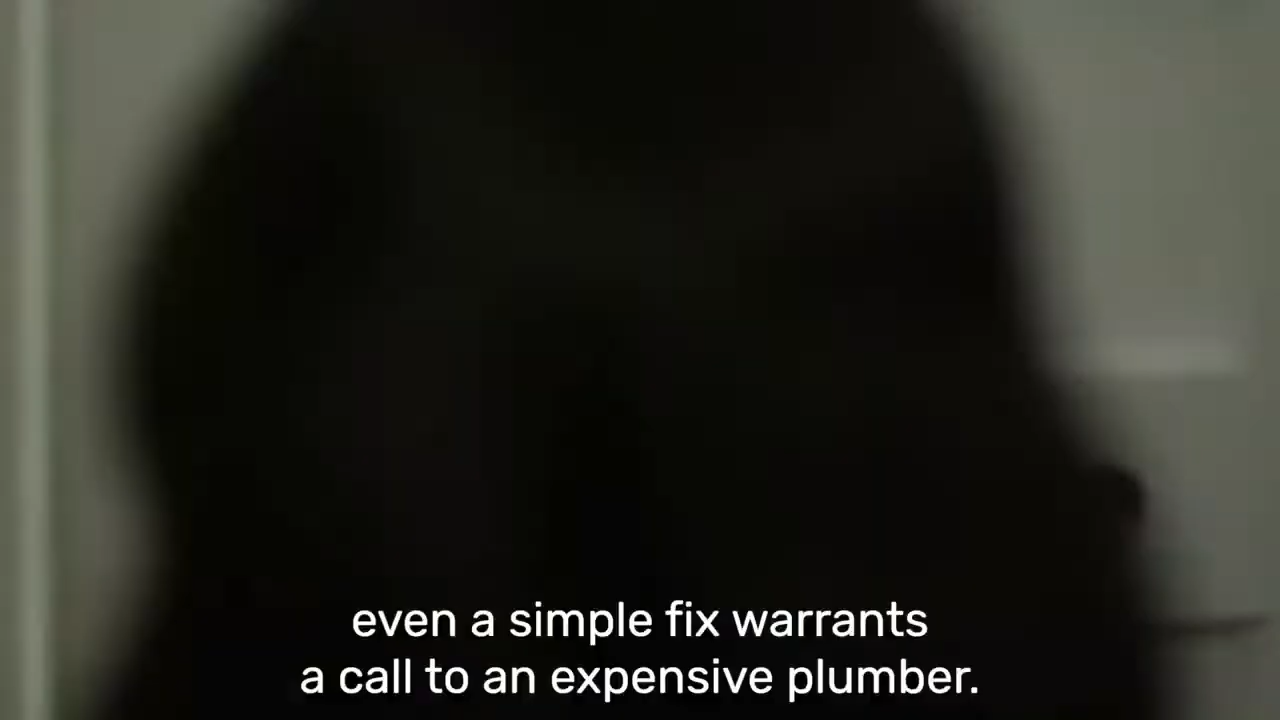 even a simple fix warrants
a call to an expensive plumber.